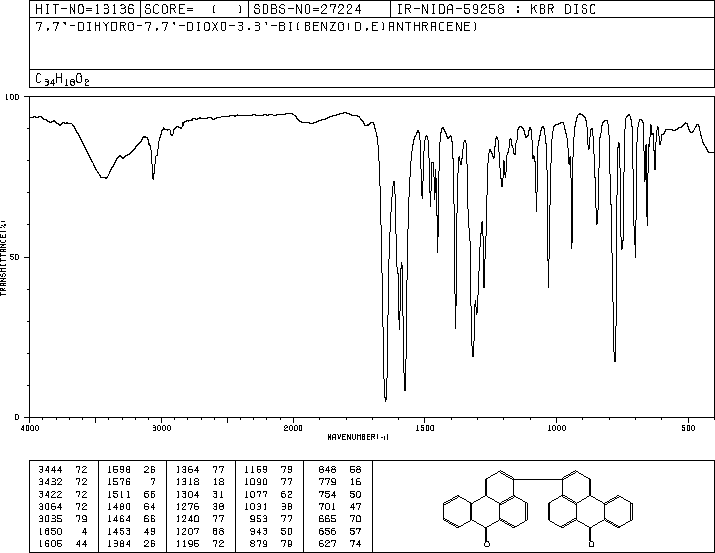 HIT-NO=13136 SCORE= ( ) SDBS-NO=27224 IR-NIDA-59258 : KBR DISC
7,7'-DIHYDRO-7,7'-DIOXO-3,3'-BI(BENZO(D,E)ANTHRACENE)
C34H18O2
100
50
0
TRANSMITTANCE(%)
4000 3000 2000 1500 1000 500
WAVENUMBER(-1)
3444 72 1598 26 1364 77 1169 79 848 58
3432 72 1576 7 1318 18 1090 77 779 16
3422 72 1511 66 1304 31 1077 62 754 50
3064 72 1480 64 1276 38 1031 38 701 47
3035 79 1464 66 1240 77 953 77 665 70
1650 4 1453 49 1207 68 943 50 656 57
1605 44 1384 26 1195 72 879 79 627 74
O O